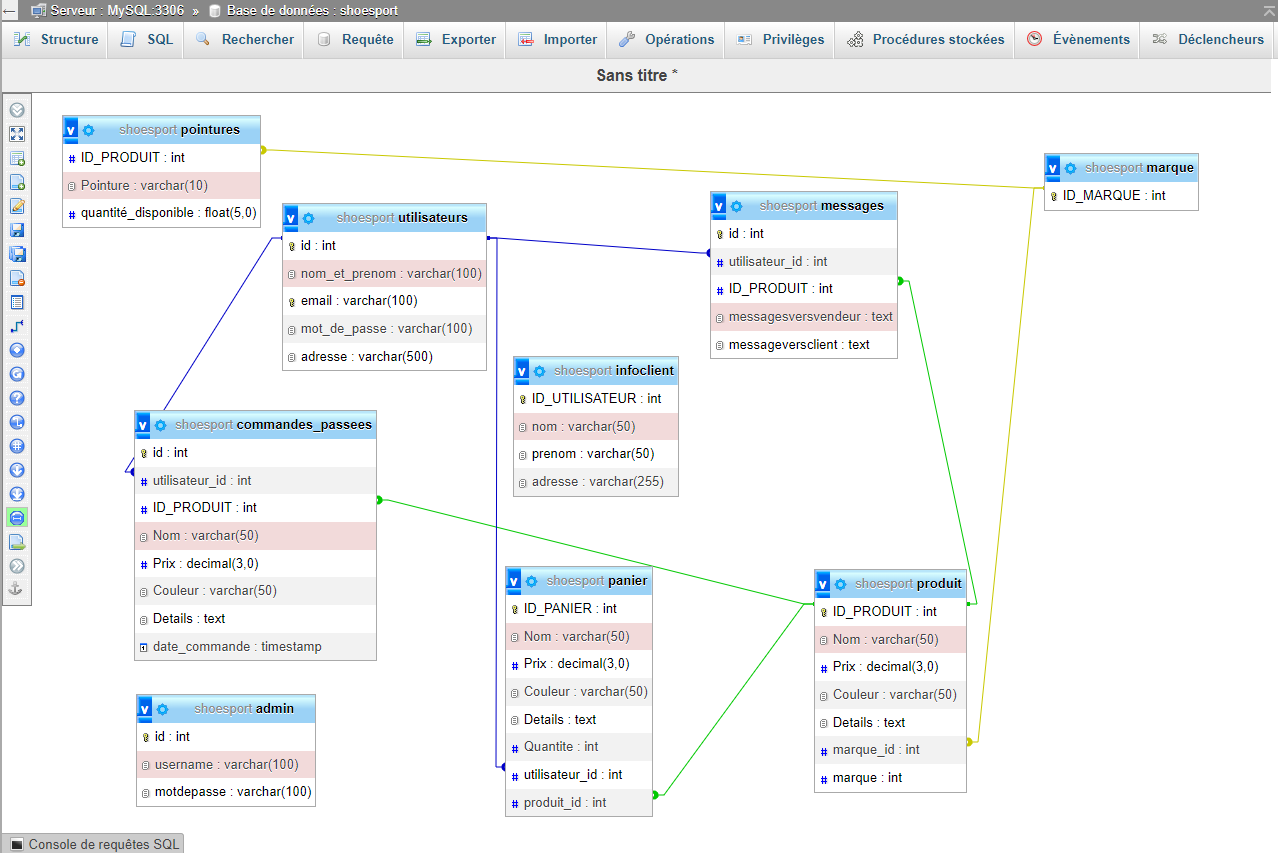 Serveur : MySQL:3306 » Base de données : shoesport
Structure SQL Rechercher Requête Exporter Importer Opérations Privilèges Procédures stockées Évènements Déclencheurs
Sans titre *
v shoesport pointures
# ID_PRODUIT : int
Pointure : varchar(10)
# quantité_disponible : float(5,0)
v shoesport marque
ID_MARQUE : int
v shoesport utilisateurs
id : int
nom_et_prenom : varchar(100)
email : varchar(100)
mot_de_passe : varchar(100)
adresse : varchar(500)
v shoesport messages
id : int
# utilisateur_id : int
# ID_PRODUIT : int
messagesversvendeur : text
messageversclient : text
v shoesport infoclient
ID_UTILISATEUR : int
nom : varchar(50)
prenom : varchar(50)
adresse : varchar(255)
v shoesport commandes_passees
id : int
# utilisateur_id : int
# ID_PRODUIT : int
Nom : varchar(50)
# Prix : decimal(3,0)
Couleur : varchar(50)
Details : text
date_commande : timestamp
v shoesport panier
ID_PANIER : int
Nom : varchar(50)
# Prix : decimal(3,0)
Couleur : varchar(50)
Details : text
# Quantite : int
# utilisateur_id : int
# produit_id : int
v shoesport produit
ID_PRODUIT : int
Nom : varchar(50)
# Prix : decimal(3,0)
Couleur : varchar(50)
Details : text
# marque_id : int
# marque : int
v shoesport admin
id : int
username : varchar(100)
motdepasse : varchar(100)
Console de requêtes SQL